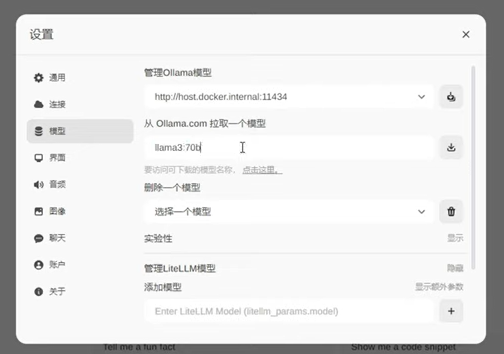 设置
通用
连接
模型
界面
音频
图像
聊天
账户
关于
管理Ollama模型
http://host.docker.internal:11434
从 Ollama.com 拉取一个模型
llama3:70b
要访问可下载的模型名称，点击这里。
删除一个模型
选择一个模型
实验性 显示
管理LiteLLM模型 隐藏
添加模型 显示额外参数
Enter LiteLLM Model (litellm_params.model)
Tell me a fun fact
Show me a code snippet